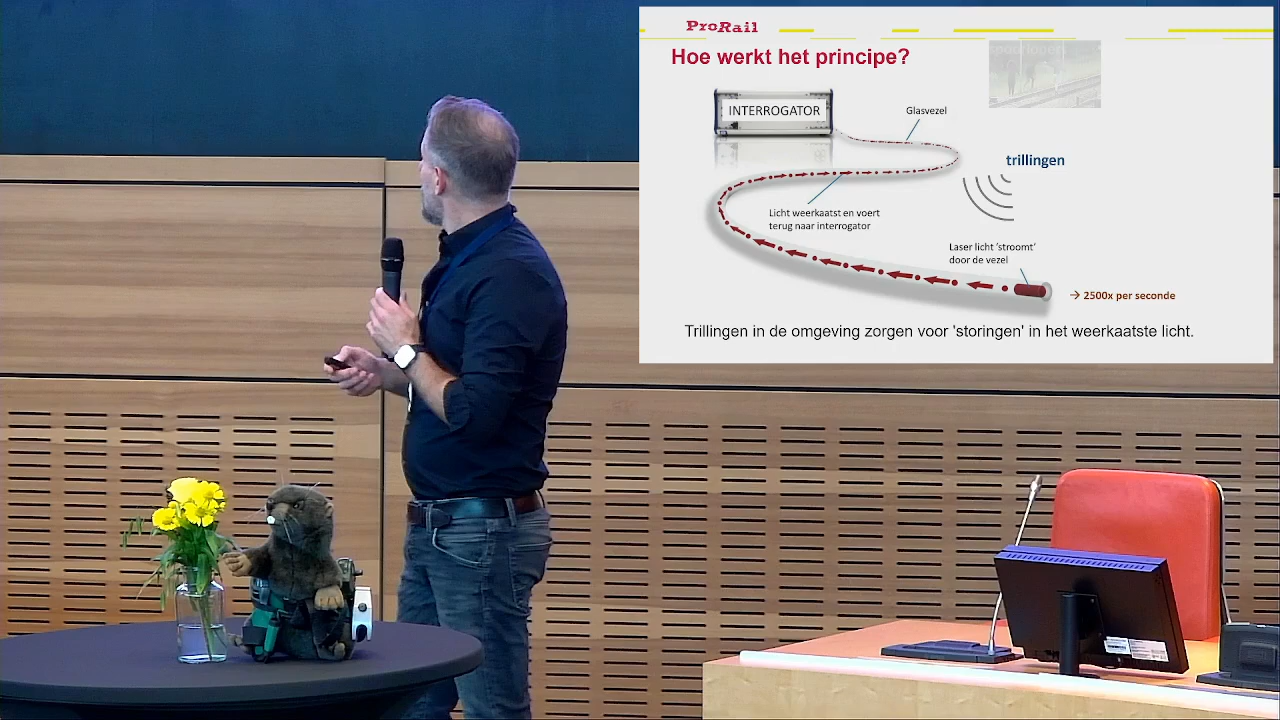 ProRail
Hoe werkt het principe?
spoorlopers
INTERROGATOR
Glasvezel
trillingen
Licht weerkaatst en voert
terug naar interrogator
Laser licht 'stroomt'
door de vezel
→ 2500x per seconde
Trillingen in de omgeving zorgen voor 'storingen' in het weerkaatste licht.